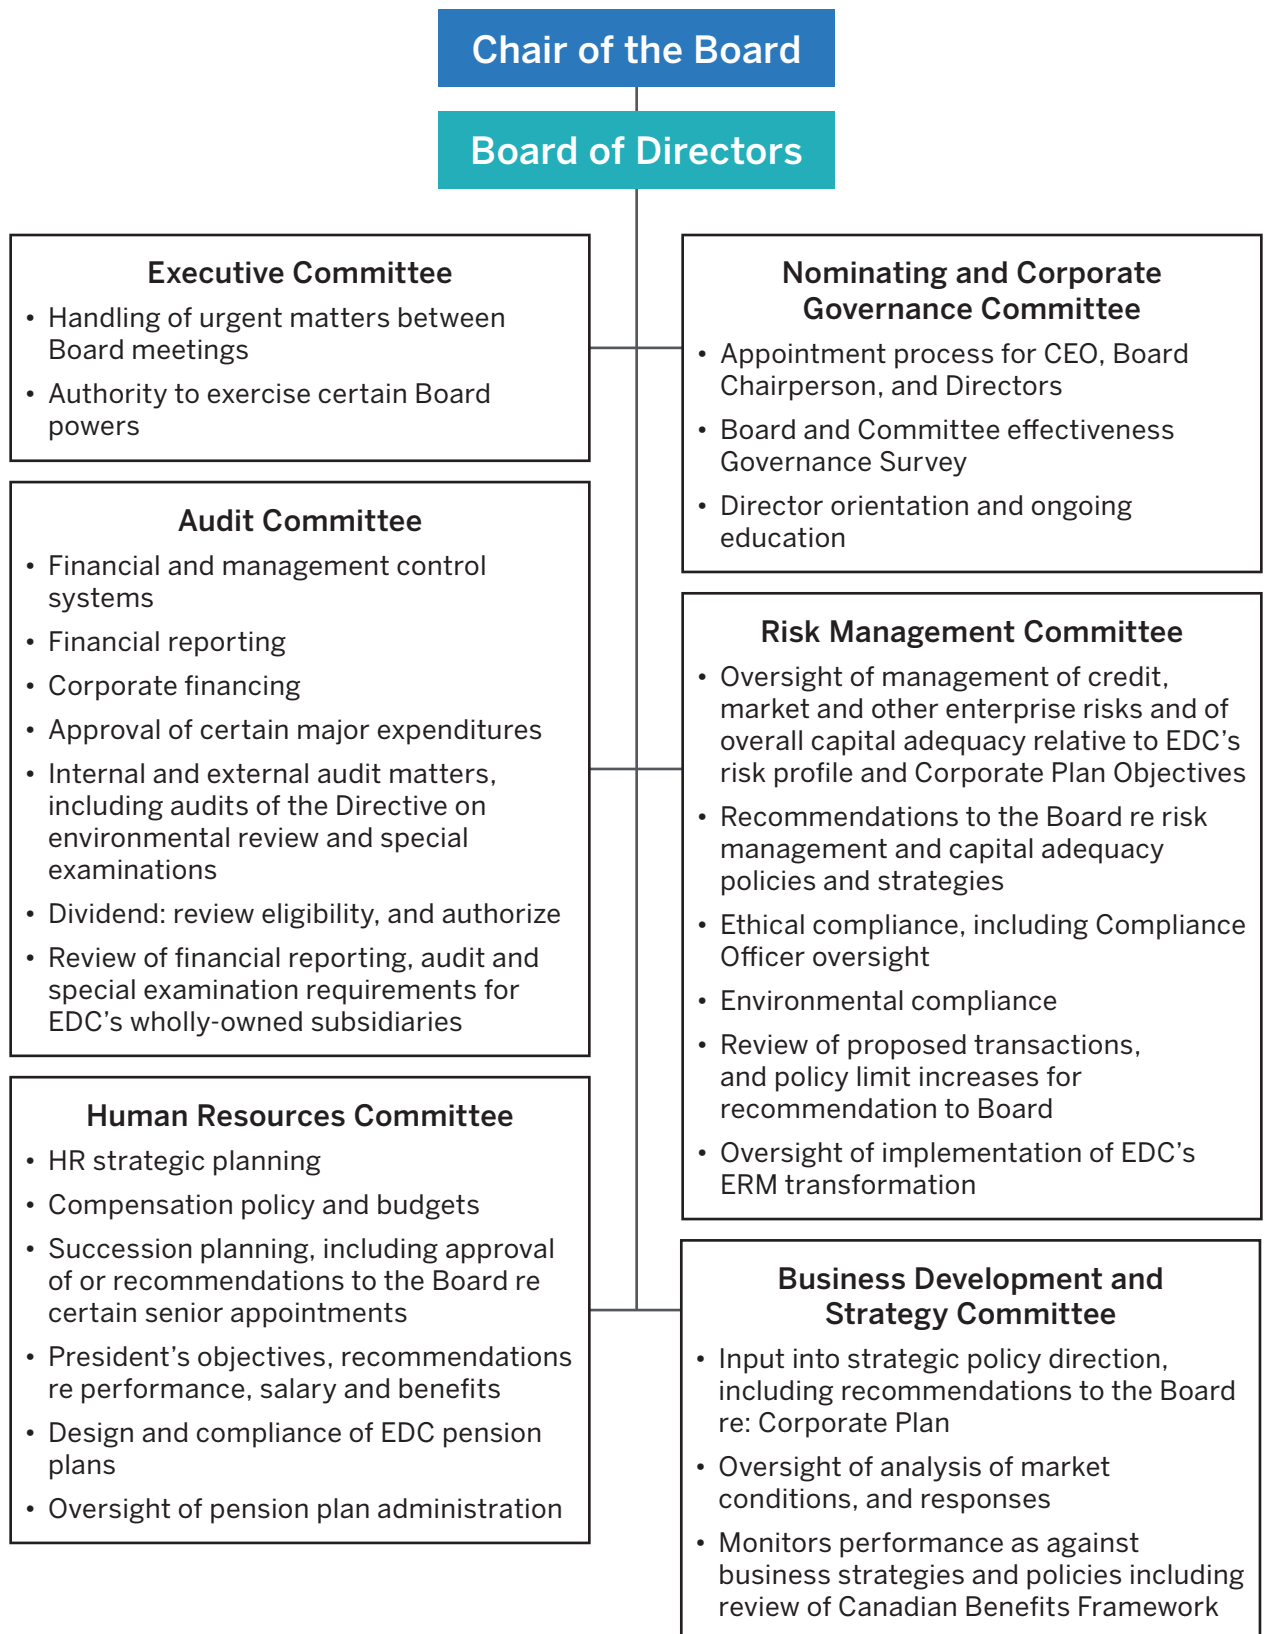 Chair of the Board
Board of Directors
Executive Committee
• Handling of urgent matters between
Board meetings
• Authority to exercise certain Board
powers
Nominating and Corporate
Governance Committee
• Appointment process for CEO, Board
Chairperson, and Directors
• Board and Committee effectiveness
Governance Survey
• Director orientation and ongoing
education
Audit Committee
• Financial and management control
systems
• Financial reporting
• Corporate financing
• Approval of certain major expenditures
• Internal and external audit matters,
including audits of the Directive on
environmental review and special
examinations
• Dividend: review eligibility, and authorize
• Review of financial reporting, audit and
special examination requirements for
EDC’s wholly-owned subsidiaries
Risk Management Committee
• Oversight of management of credit,
market and other enterprise risks and of
overall capital adequacy relative to EDC’s
risk profile and Corporate Plan Objectives
• Recommendations to the Board re risk
management and capital adequacy
policies and strategies
• Ethical compliance, including Compliance
Officer oversight
• Environmental compliance
• Review of proposed transactions,
and policy limit increases for
recommendation to Board
• Oversight of implementation of EDC’s
ERM transformation
Human Resources Committee
• HR strategic planning
• Compensation policy and budgets
• Succession planning, including approval
of or recommendations to the Board re
certain senior appointments
• President’s objectives, recommendations
re performance, salary and benefits
• Design and compliance of EDC pension
plans
• Oversight of pension plan administration
Business Development and
Strategy Committee
• Input into strategic policy direction,
including recommendations to the Board
re: Corporate Plan
• Oversight of analysis of market
conditions, and responses
• Monitors performance as against
business strategies and policies including
review of Canadian Benefits Framework